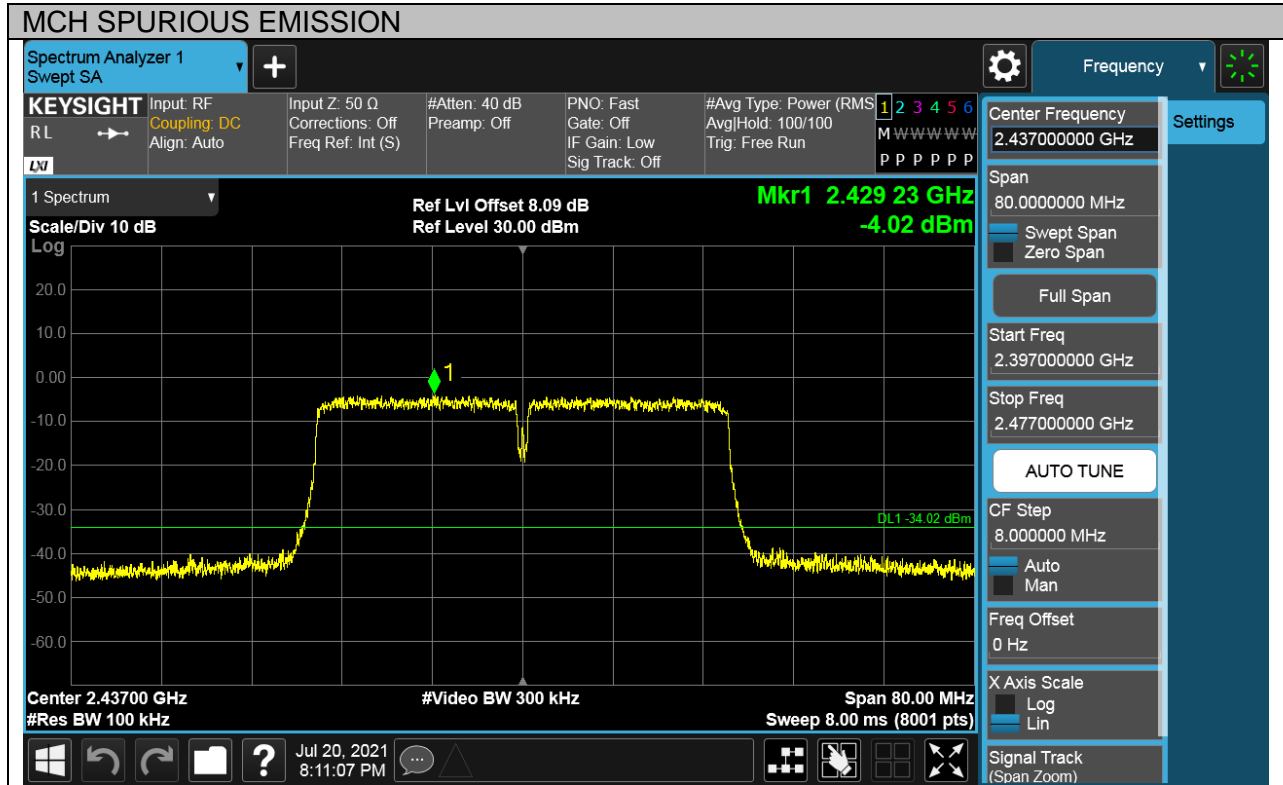 MCH SPURIOUS EMISSION
Spectrum Analyzer 1
Swept SA
Frequency
KEYSIGHT
R L
LXI
Input: RF
Coupling: DC
Align: Auto
Input Z: 50 Ω
Corrections: Off
Freq Ref: Int (S)
#Atten: 40 dB
Preamp: Off
PNO: Fast
Gate: Off
IF Gain: Low
Sig Track: Off
#Avg Type: Power (RMS
Avg|Hold: 100/100
Trig: Free Run
1 2 3 4 5 6
M W W W W W
P P P P P P
1 Spectrum
Scale/Div 10 dB
Ref Lvl Offset 8.09 dB
Ref Level 30.00 dBm
Mkr1 2.429 23 GHz
-4.02 dBm
Log
20.0
10.0
0.00
-10.0
-20.0
-30.0
-40.0
-50.0
-60.0
1
DL1 -34.02 dBm
Center 2.43700 GHz
#Video BW 300 kHz
Span 80.00 MHz
#Res BW 100 kHz
Sweep 8.00 ms (8001 pts)
?
Jul 20, 2021
8:11:07 PM
Center Frequency
2.437000000 GHz
Settings
Span
80.0000000 MHz
Swept Span
Zero Span
Full Span
Start Freq
2.397000000 GHz
Stop Freq
2.477000000 GHz
AUTO TUNE
CF Step
8.000000 MHz
Auto
Man
Freq Offset
0 Hz
X Axis Scale
Log
Lin
Signal Track
(Span Zoom)